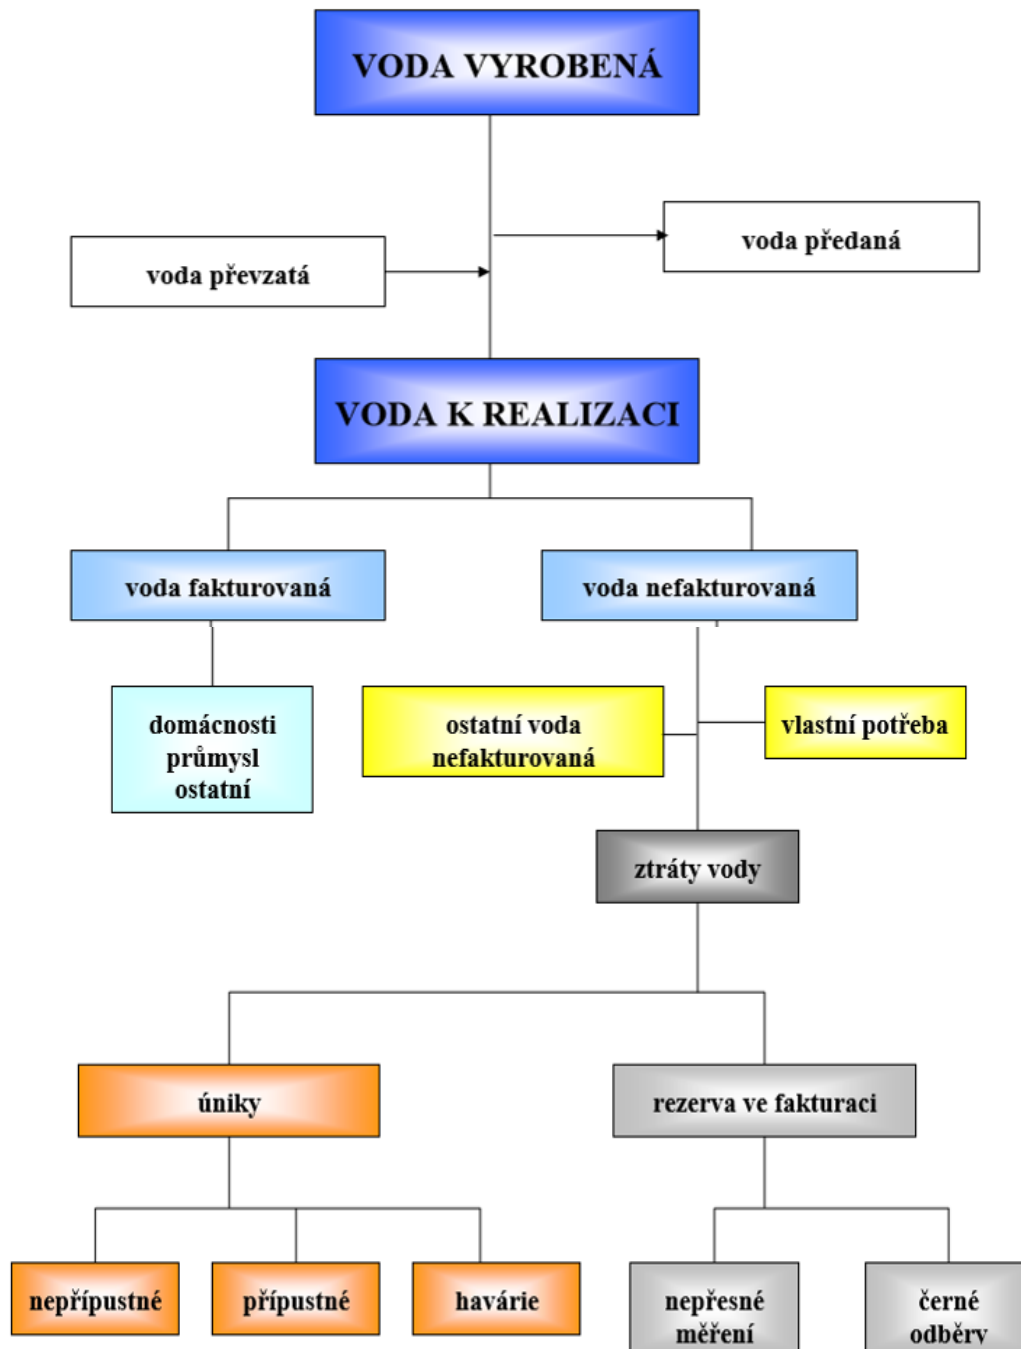 VODA VYROBENÁ
voda předaná
voda převzatá
VODA K REALIZACI
voda fakturovaná
voda nefakturovaná
domácnosti
průmysl
ostatní
ostatní voda
nefakturovaná
vlastní potřeba
ztráty vody
úniky
rezerva ve fakturaci
nepřípustné
přípustné
havárie
nepřesné
měření
černé
odběry